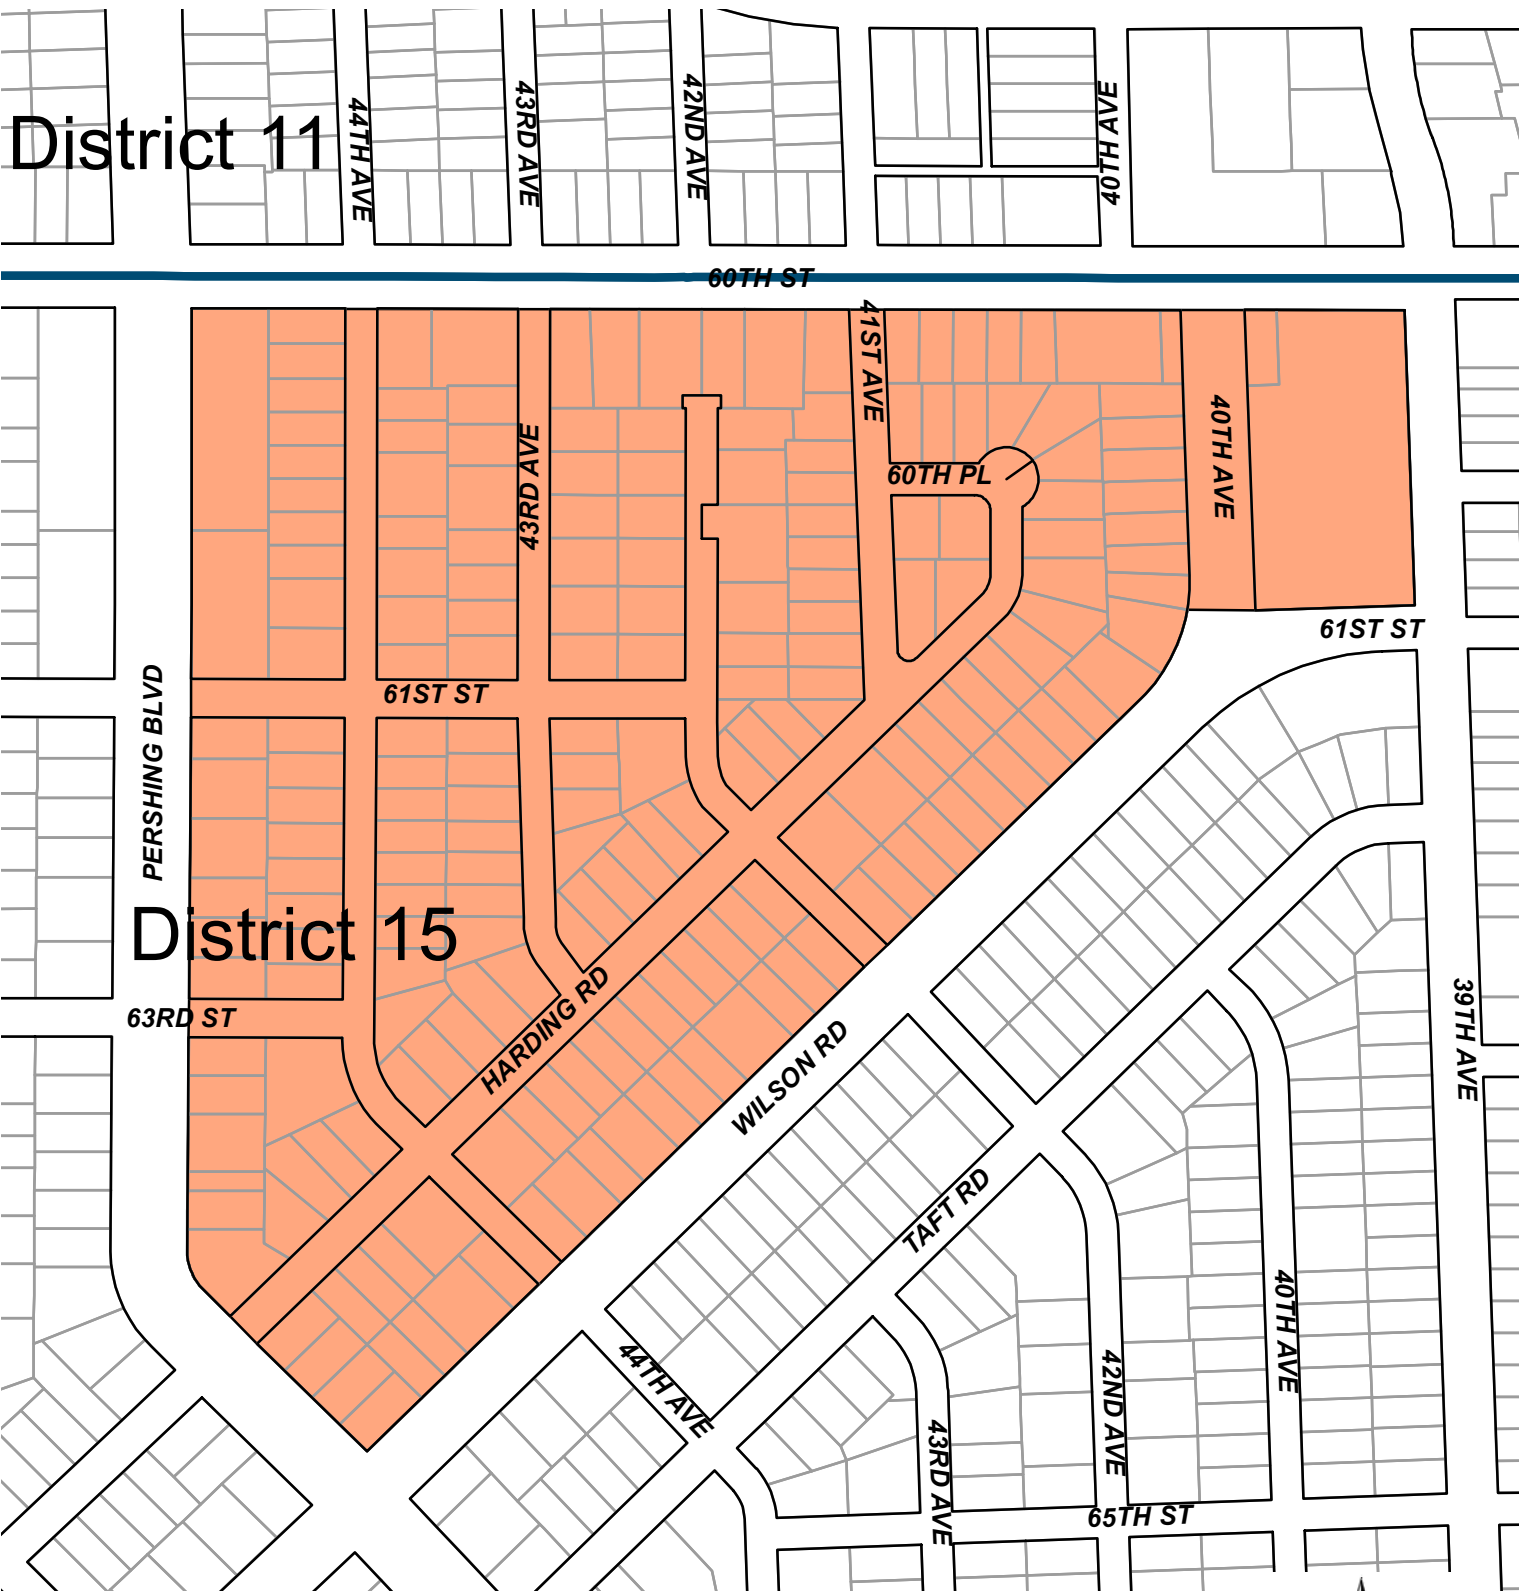 42ND AVE
43RD AVE
40TH AVE
44TH AVE
District 11
60TH ST
41ST AVE
40TH AVE
43RD AVE
60TH PL
61ST ST
61ST ST
PERSHING BLVD
District 15
HARDING RD
39TH AVE
63RD ST
WILSON RD
TAFT RD
40TH AVE
44TH AVE
42ND AVE
43RD AVE
65TH ST